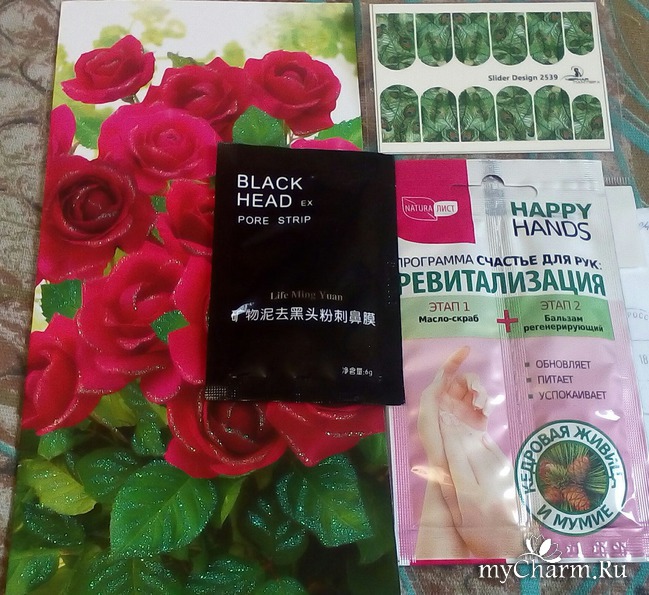 Slider Design 2539
BLACK
HEAD EX
PORE STRIP
Life Ming Yuan
矿物泥去黑头粉刺鼻膜
净含量:6g
NATURA ЛИСТ
HAPPY
HANDS
ПРОГРАММА СЧАСТЬЕ ДЛЯ РУК:
РЕВИТАЛИЗАЦИЯ
ЭТАП 1
Масло-скраб
+
ЭТАП 2
Бальзам
регенерирующий
ОБНОВЛЯЕТ
ПИТАЕТ
УСПОКАИВАЕТ
КЕДРОВАЯ ЖИВИЦА
И МУМИЕ
myCharm.Ru